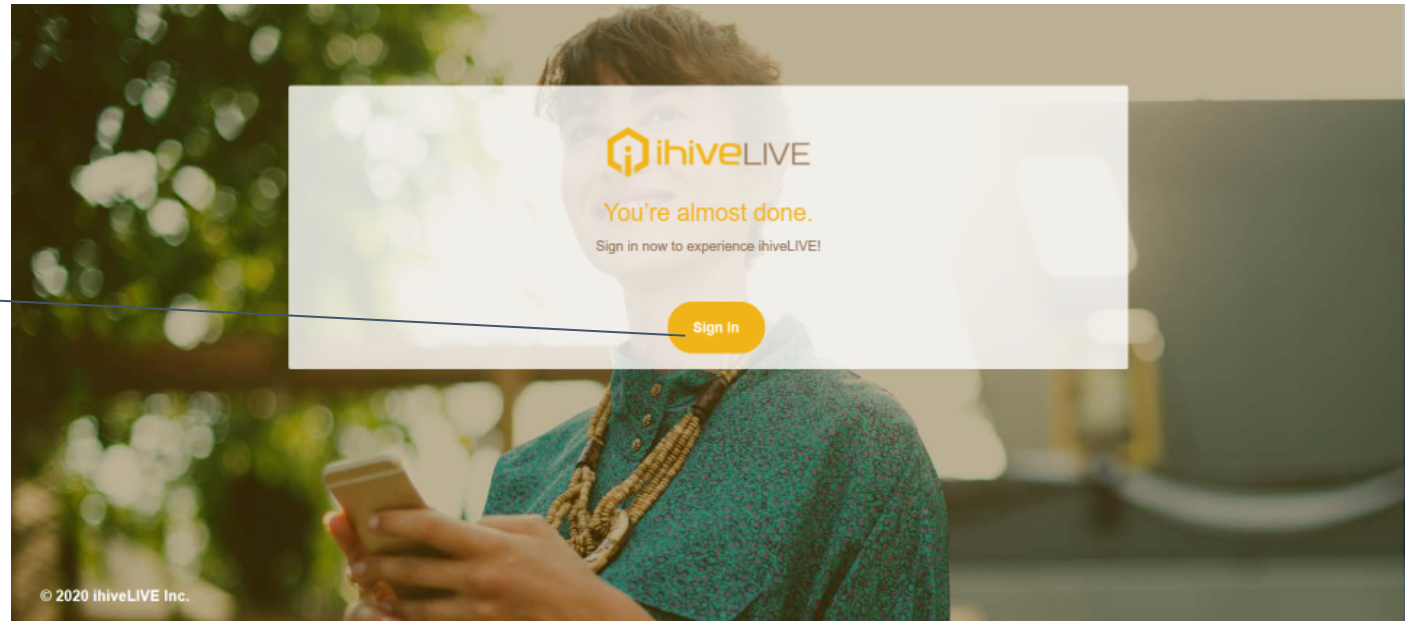 ihiveLIVE
You're almost done.
Sign in now to experience ihiveLIVE!
Sign In
© 2020 ihiveLIVE Inc.